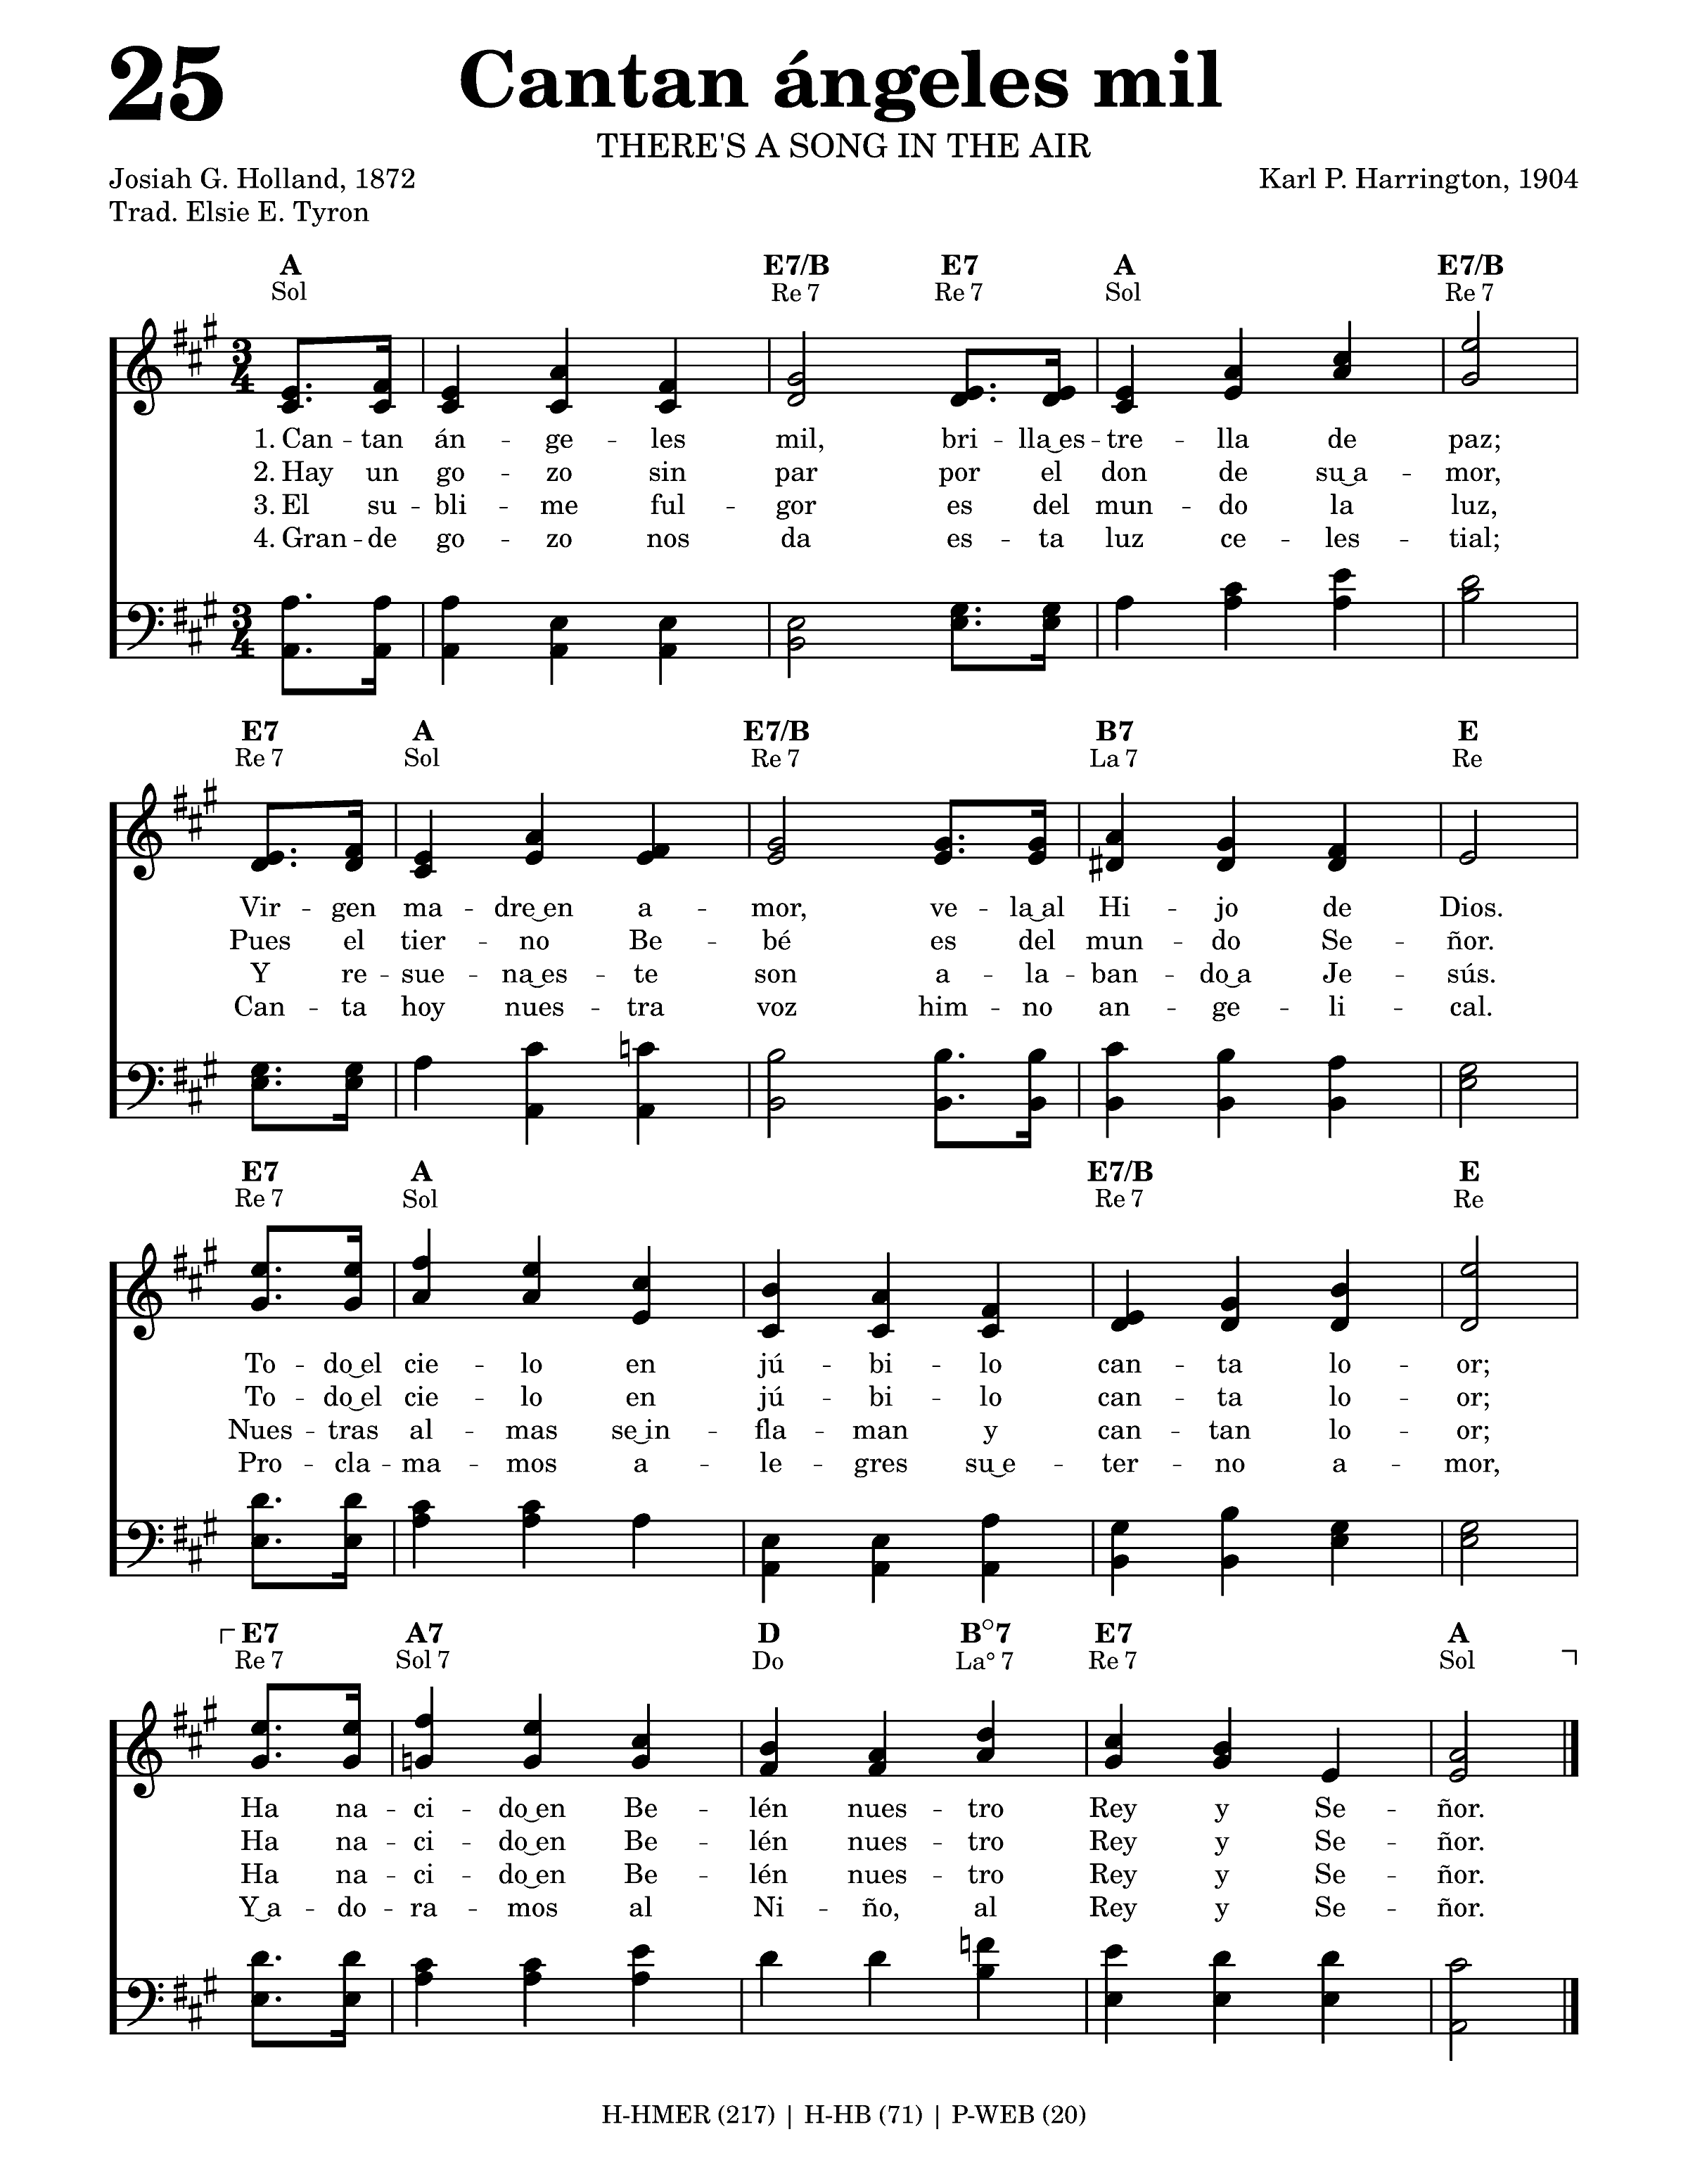 25 Cantan ángeles mil
THERE'S A SONG IN THE AIR
Josiah G. Holland, 1872 Karl P. Harrington, 1904
Trad. Elsie E. Tyron
A E7/B E7 A E7/B
Sol Re 7 Re 7 Sol Re 7
3 4
1. Can – tan án – ge – les mil, bri – lla‿es – tre – lla de paz;
2. Hay un go – zo sin par por el don de su‿a – mor,
3. El su – bli – me ful – gor es del mun – do la luz,
4. Gran – de go – zo nos da es – ta luz ce – les – tial;
3 4
E7 A E7/B B7 E
Re 7 Sol Re 7 La 7 Re
Vir – gen ma – dre‿en a – mor, ve – la‿al Hi – jo de Dios.
Pues el tier – no Be – bé es del mun – do Se – ñor.
Y re – sue – na‿es – te son a – la – ban – do‿a Je – sús.
Can – ta hoy nues – tra voz him – no an – ge – li – cal.
E7 A E7/B E
Re 7 Sol Re 7 Re
To – do‿el cie – lo en jú – bi – lo can – ta lo – or;
To – do‿el cie – lo en jú – bi – lo can – ta lo – or;
Nues – tras al – mas se‿in – fla – man y can – tan lo – or;
Pro – cla – ma – mos a – le – gres su‿e – ter – no a – mor,
E7 A7 D B°7 E7 A
Re 7 Sol 7 Do La° 7 Re 7 Sol
Ha na – ci – do‿en Be – lén nues – tro Rey y Se – ñor.
Ha na – ci – do‿en Be – lén nues – tro Rey y Se – ñor.
Ha na – ci – do‿en Be – lén nues – tro Rey y Se – ñor.
Y‿a – do – ra – mos al Ni – ño, al Rey y Se – ñor.
H-HMER (217) | H-HB (71) | P-WEB (20)